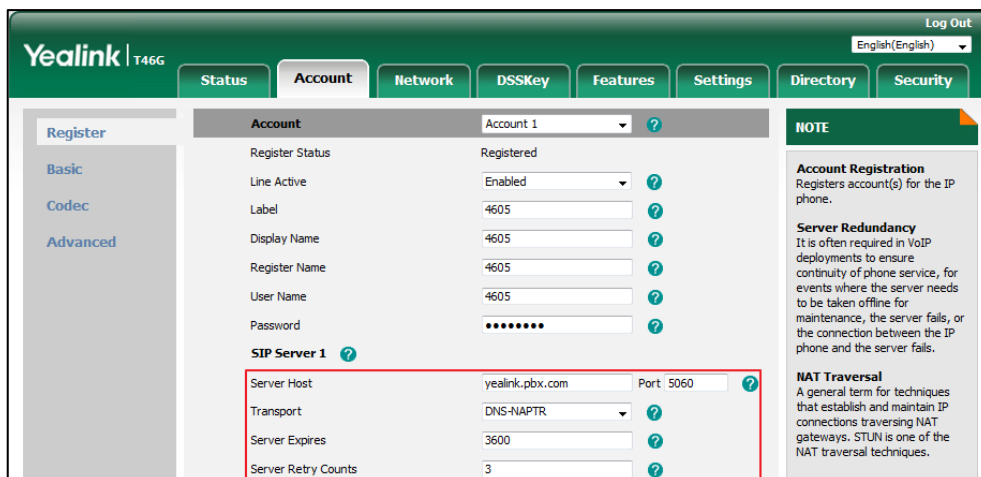 Log Out
Yealink | T46G
English(English)
Status Account Network DSSKey Features Settings Directory Security
Register
Basic
Codec
Advanced
Account Account 1 ?
Register Status Registered
Line Active Enabled ?
Label 4605 ?
Display Name 4605 ?
Register Name 4605 ?
User Name 4605 ?
Password •••••••• ?
SIP Server 1 ?
Server Host yealink.pbx.com Port 5060 ?
Transport DNS-NAPTR ?
Server Expires 3600 ?
Server Retry Counts 3 ?
NOTE
Account Registration
Registers account(s) for the IP
phone.
Server Redundancy
It is often required in VoIP
deployments to ensure
continuity of phone service, for
events where the server needs
to be taken offline for
maintenance, the server fails, or
the connection between the IP
phone and the server fails.
NAT Traversal
A general term for techniques
that establish and maintain IP
connections traversing NAT
gateways. STUN is one of the
NAT traversal techniques.